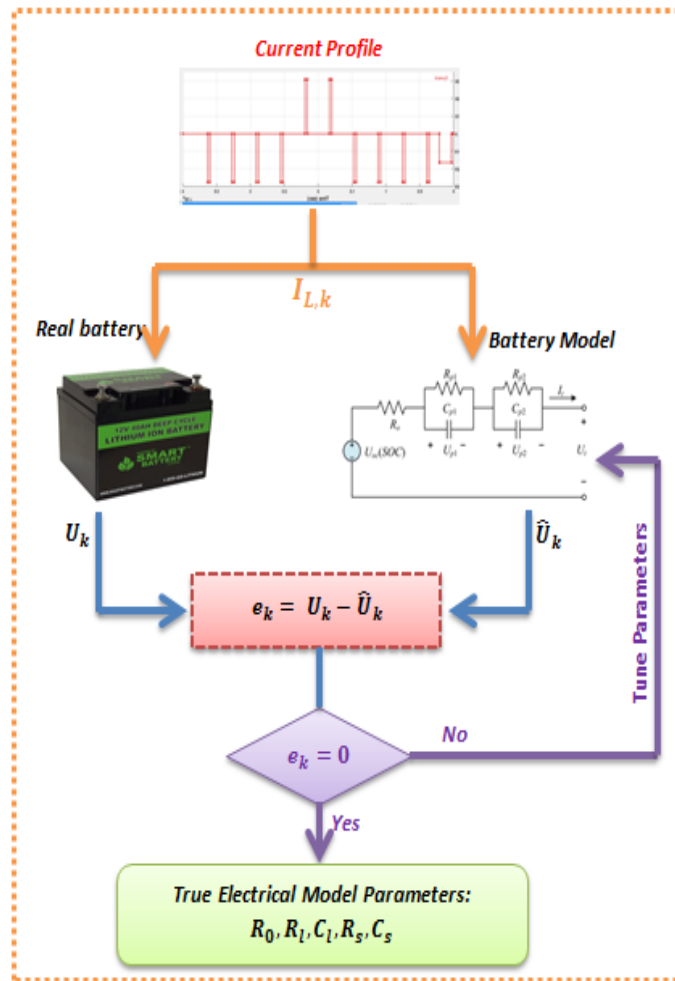 Current Profile
I_{L,k}
Real battery
Battery Model
SMART
12V 40AH DEEP CYCLE
LITHIUM ION BATTERY
SMART
BATTERY
R_{p1} R_{p2}
I_L
C_{p1} C_{p2}
R_o
+ U_{p1} − + U_{p2} −
U_{oc}(SOC)
+
U_t
−
U_k
Û_k
Tune Parameters
e_k = U_k − Û_k
No
e_k = 0
Yes
True Electrical Model Parameters:
R_0, R_l, C_l, R_s, C_s